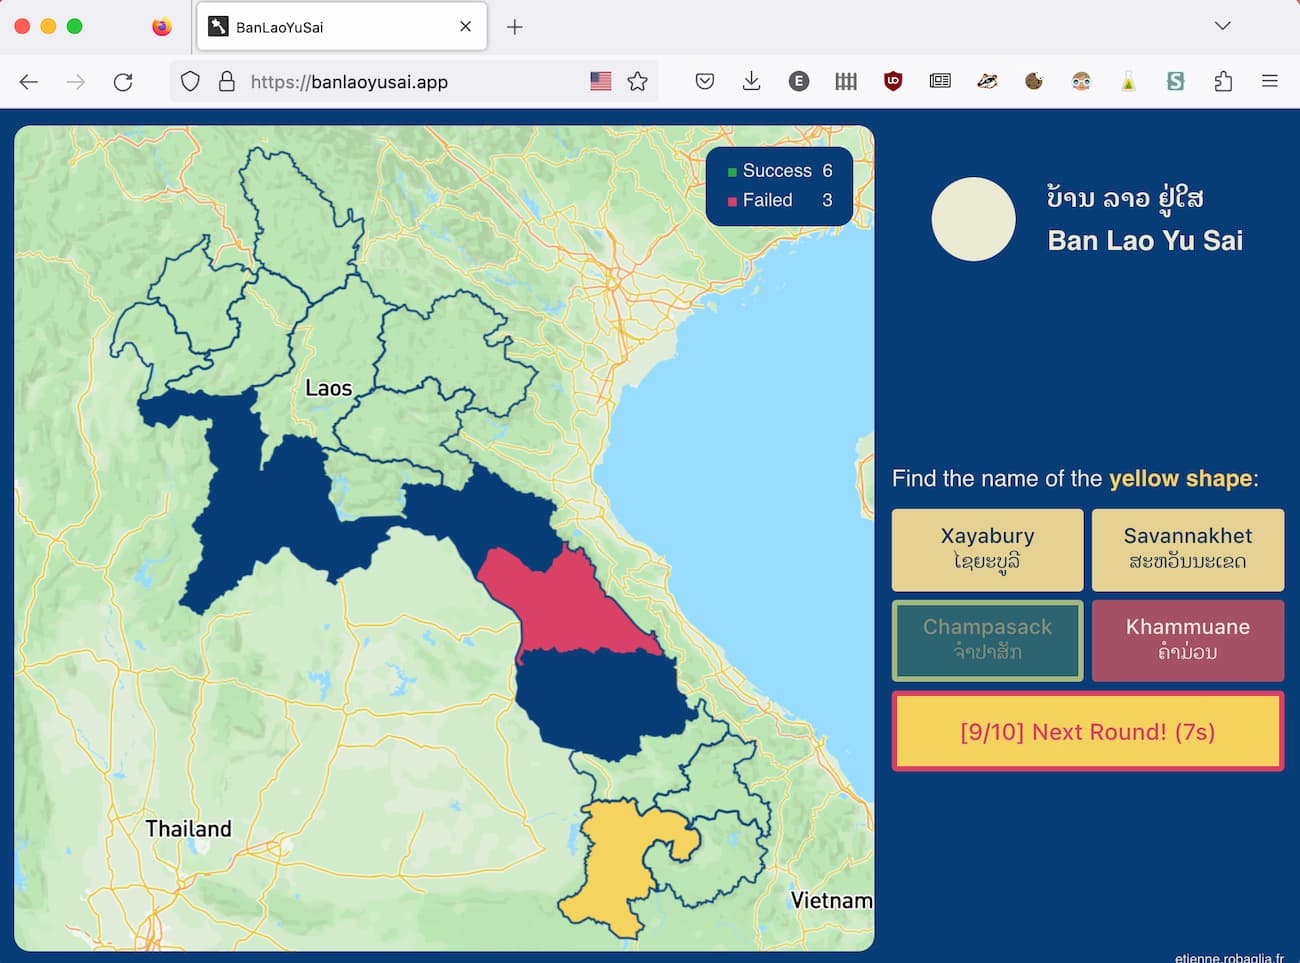 BanLaoYuSai
https://banlaoyusai.app
Success 6
Failed 3
Laos
Thailand
Vietnam
ບ້ານ ລາວ ຢູ່ໃສ
Ban Lao Yu Sai
Find the name of the yellow shape:
Xayabury
ໄຊຍະບູລີ
Savannakhet
ສະຫວັນນະເຂດ
Champasack
ຈຳປາສັກ
Khammuane
ຄຳມ່ວນ
[9/10] Next Round! (7s)
etienne.robaglia.fr